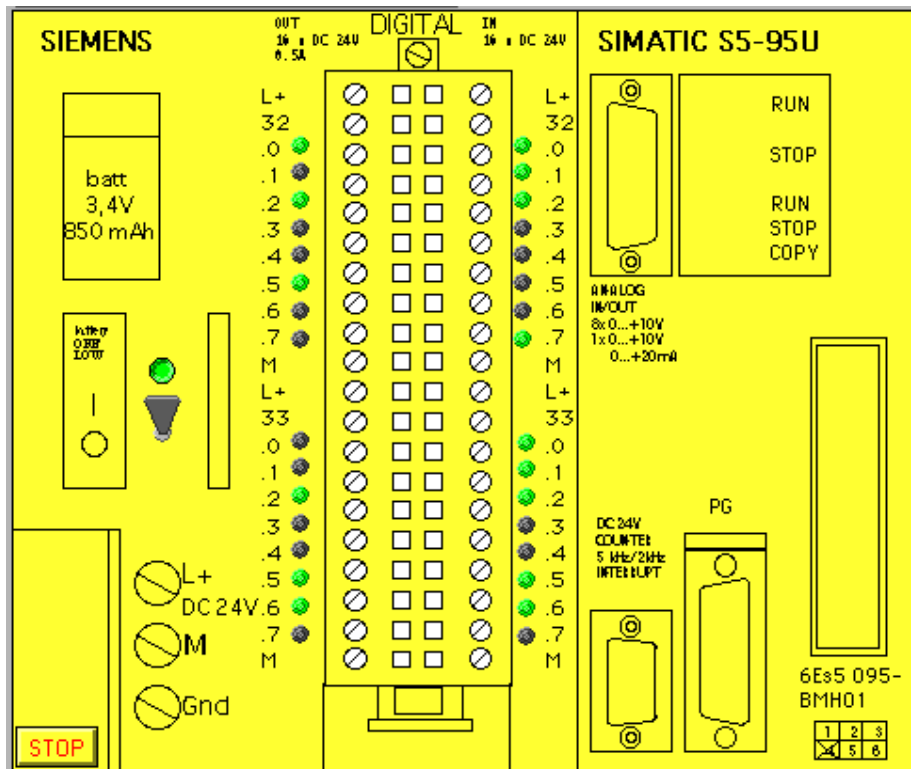 SIEMENS
OUT
16 x DC 24V
0.5A
DIGITAL
IN
16 x DC 24V
SIMATIC S5-95U
L+
32
.0
.1
.2
.3
.4
.5
.6
.7
M
L+
33
.0
.1
.2
.3
.4
.5
.6
.7
M
L+
32
.0
.1
.2
.3
.4
.5
.6
.7
M
L+
33
.0
.1
.2
.3
.4
.5
.6
.7
M
batt
3,4V
850 mAh
OFF
LOW
L+
DC 24V
M
Gnd
STOP
RUN
STOP
RUN
STOP
COPY
ANALOG
IN/OUT
8x 0...+10V
1x 0...+10V
0...+20mA
DC 24V
COUNTER
5 kHz/2kHz
INTERRUPT
PG
6Es5 095-
BMH01
1 2 3
4 5 6